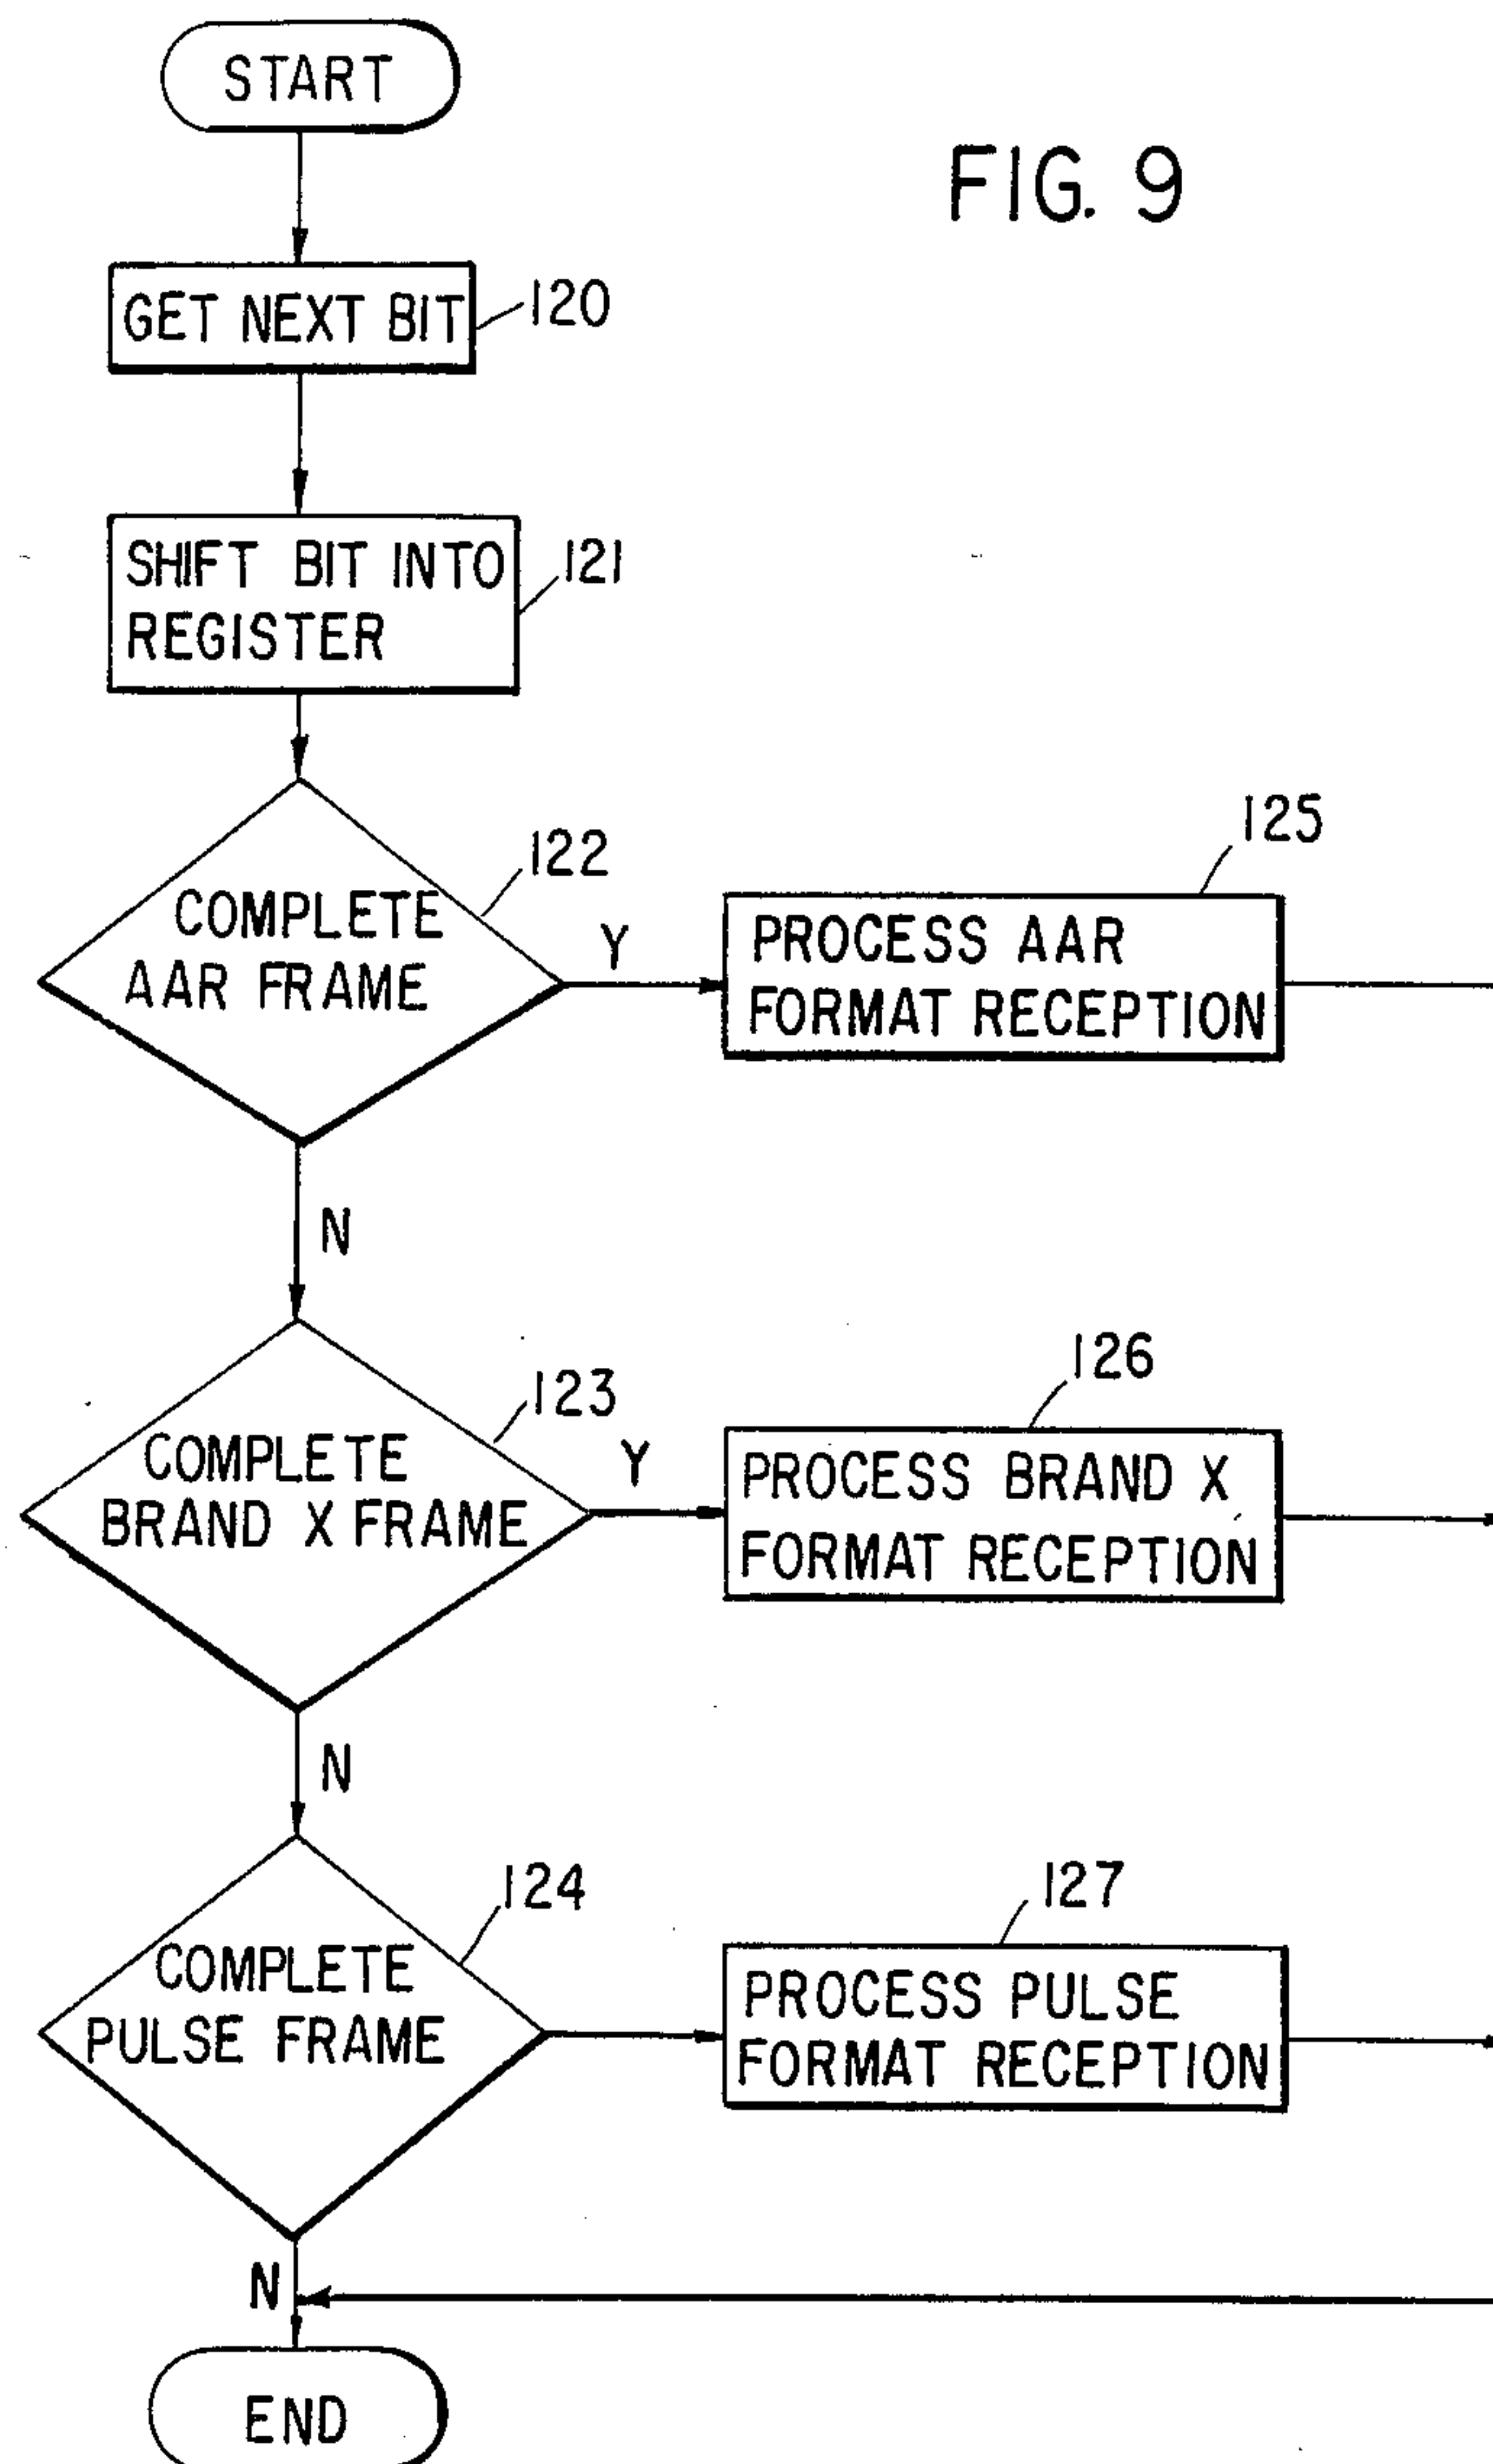 START
FIG. 9
GET NEXT BIT
120
SHIFT BIT INTO
REGISTER
121
COMPLETE
AAR FRAME
122
Y
PROCESS AAR
FORMAT RECEPTION
125
N
COMPLETE
BRAND X FRAME
123
Y
PROCESS BRAND X
FORMAT RECEPTION
126
N
COMPLETE
PULSE FRAME
124
PROCESS PULSE
FORMAT RECEPTION
127
N
END